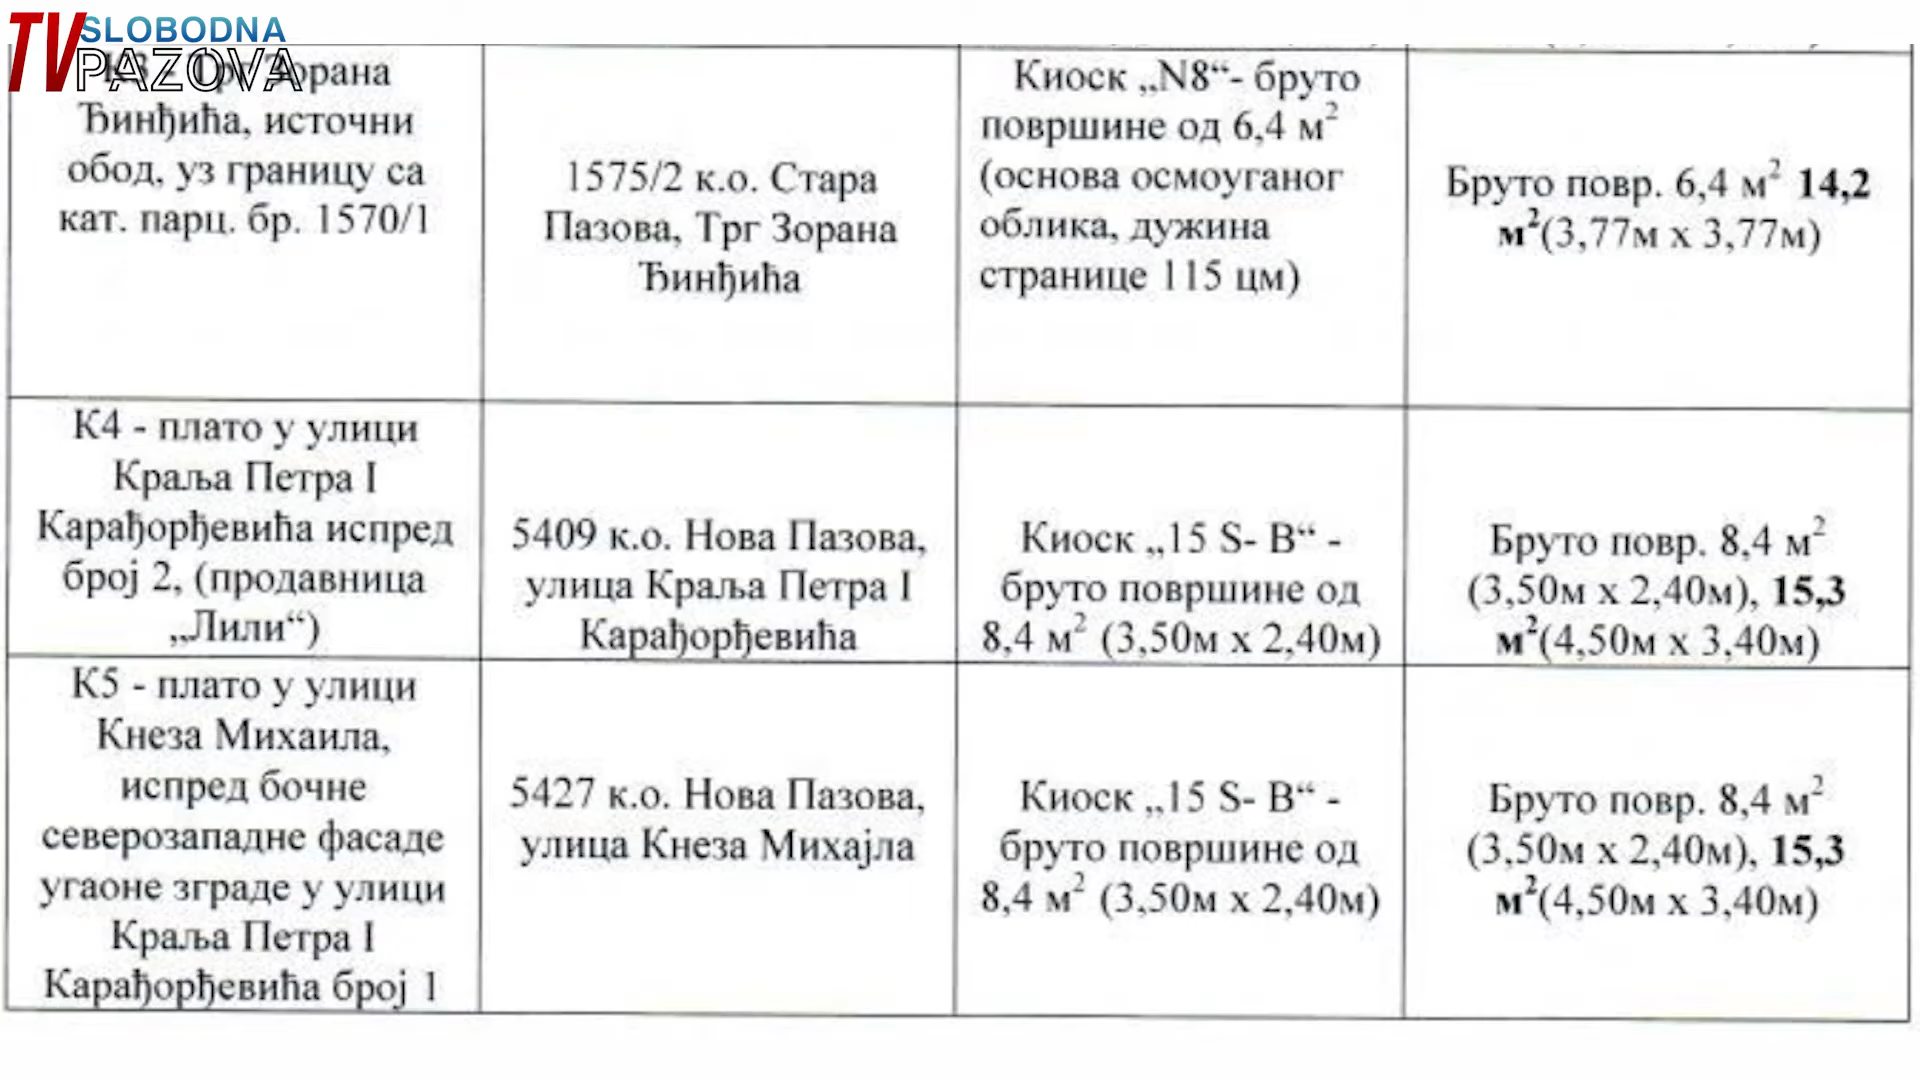 TV SLOBODNA
PAZOVA
К3 - Трг Зорана
Ђинђића, источни
обод, уз границу са
кат. парц. бр. 1570/1
1575/2 к.о. Стара
Пазова, Трг Зорана
Ђинђића
Киоск „N8“- бруто
површине од 6,4 м²
(основа осмоуганог
облика, дужина
странице 115 цм)
Бруто повр. 6,4 м² 14,2
м²(3,77м х 3,77м)
К4 - плато у улици
Краља Петра I
Карађорђевића испред
број 2, (продавница
„Лили“)
5409 к.о. Нова Пазова,
улица Краља Петра I
Карађорђевића
Киоск „15 S- B“ -
бруто површине од
8,4 м² (3,50м х 2,40м)
Бруто повр. 8,4 м²
(3,50м х 2,40м), 15,3
м²(4,50м х 3,40м)
К5 - плато у улици
Кнеза Михаила,
испред бочне
северозападне фасаде
угаоне зграде у улици
Краља Петра I
Карађорђевића број 1
5427 к.о. Нова Пазова,
улица Кнеза Михајла
Киоск „15 S- B“ -
бруто површине од
8,4 м² (3,50м х 2,40м)
Бруто повр. 8,4 м²
(3,50м х 2,40м), 15,3
м²(4,50м х 3,40м)